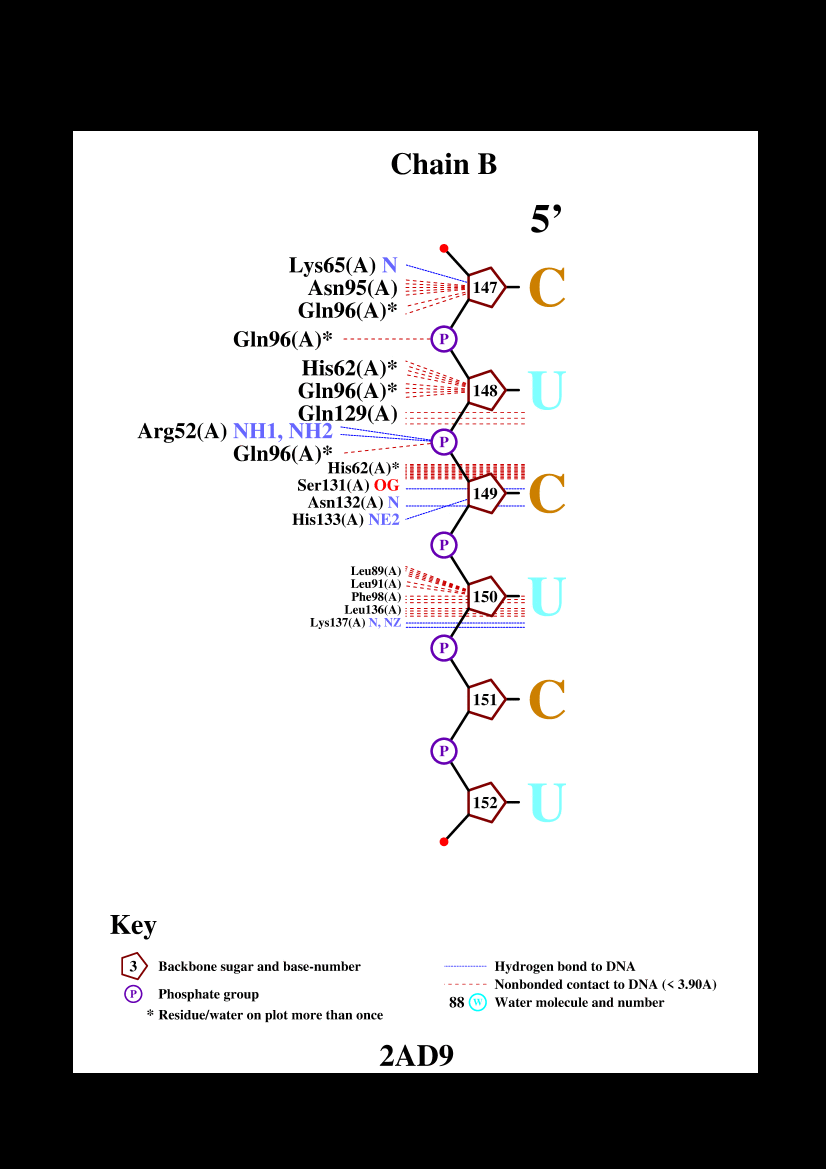 Chain B
5’
Lys65(A) N
Asn95(A)
147 C
Gln96(A)*
Gln96(A)* P
His62(A)*
Gln96(A)* 148 U
Gln129(A)
Arg52(A) NH1, NH2
P
Gln96(A)*
His62(A)*
Ser131(A) OG
149 C
Asn132(A) N
His133(A) NE2
P
Leu89(A)
Leu91(A)
Phe98(A) 150 U
Leu136(A)
Lys137(A) N, NZ
P
151 C
P
152 U
Key
3 Backbone sugar and base-number
P Phosphate group
* Residue/water on plot more than once
Hydrogen bond to DNA
Nonbonded contact to DNA (< 3.90A)
88 W Water molecule and number
2AD9